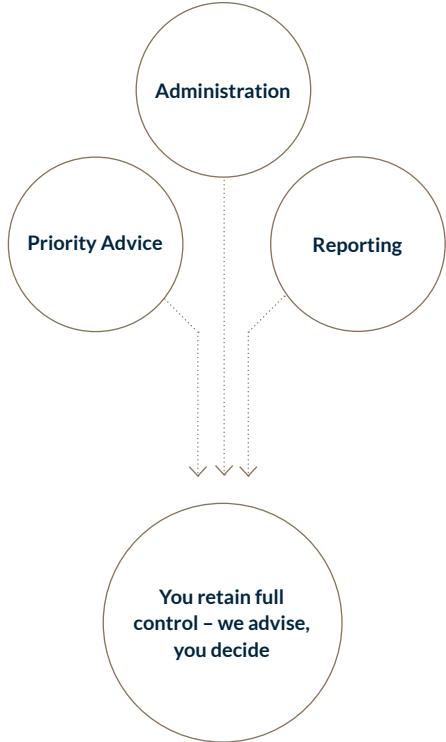 Administration
Priority Advice
Reporting
You retain full
control – we advise,
you decide